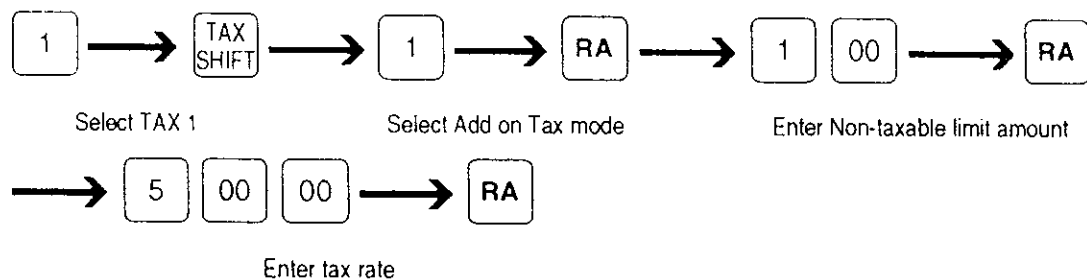 1 TAX SHIFT 1 RA 1 00 RA
Select TAX 1 Select Add on Tax mode Enter Non-taxable limit amount
5 00 00 RA
Enter tax rate